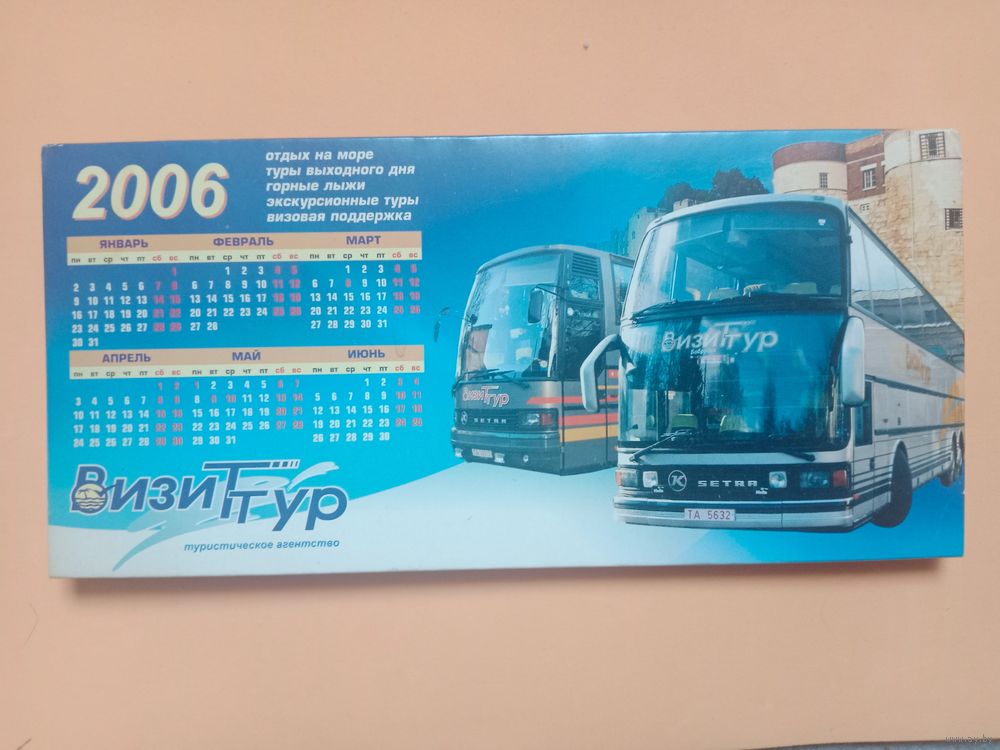 2006
отдых на море
туры выходного дня
горные лыжи
экскурсионные туры
визовая поддержка
ЯНВАРЬ ФЕВРАЛЬ МАРТ
пн вт ср чт пт сб вс пн вт ср чт пт сб вс пн вт ср чт пт сб вс
1 1 2 3 4 5 1 2 3 4 5
2 3 4 5 6 7 8 6 7 8 9 10 11 12 6 7 8 9 10 11 12
9 10 11 12 13 14 15 13 14 15 16 17 18 19 13 14 15 16 17 18 19
16 17 18 19 20 21 22 20 21 22 23 24 25 26 20 21 22 23 24 25 26
23 24 25 26 27 28 29 27 28 27 28 29 30 31
30 31
АПРЕЛЬ МАЙ ИЮНЬ
пн вт ср чт пт сб вс пн вт ср чт пт сб вс пн вт ср чт пт сб вс
1 2 1 2 3 4 5 6 7 1 2 3 4
3 4 5 6 7 8 9 8 9 10 11 12 13 14 5 6 7 8 9 10 11
10 11 12 13 14 15 16 15 16 17 18 19 20 21 12 13 14 15 16 17 18
17 18 19 20 21 22 23 22 23 24 25 26 27 28 19 20 21 22 23 24 25
24 25 26 27 28 29 30 29 30 31 26 27 28 29 30
ВизиТТур
туристическое агентство
ВизиТТур
SETRA
ВизиТТур
K SETRA
TA 5632
www.ay.by